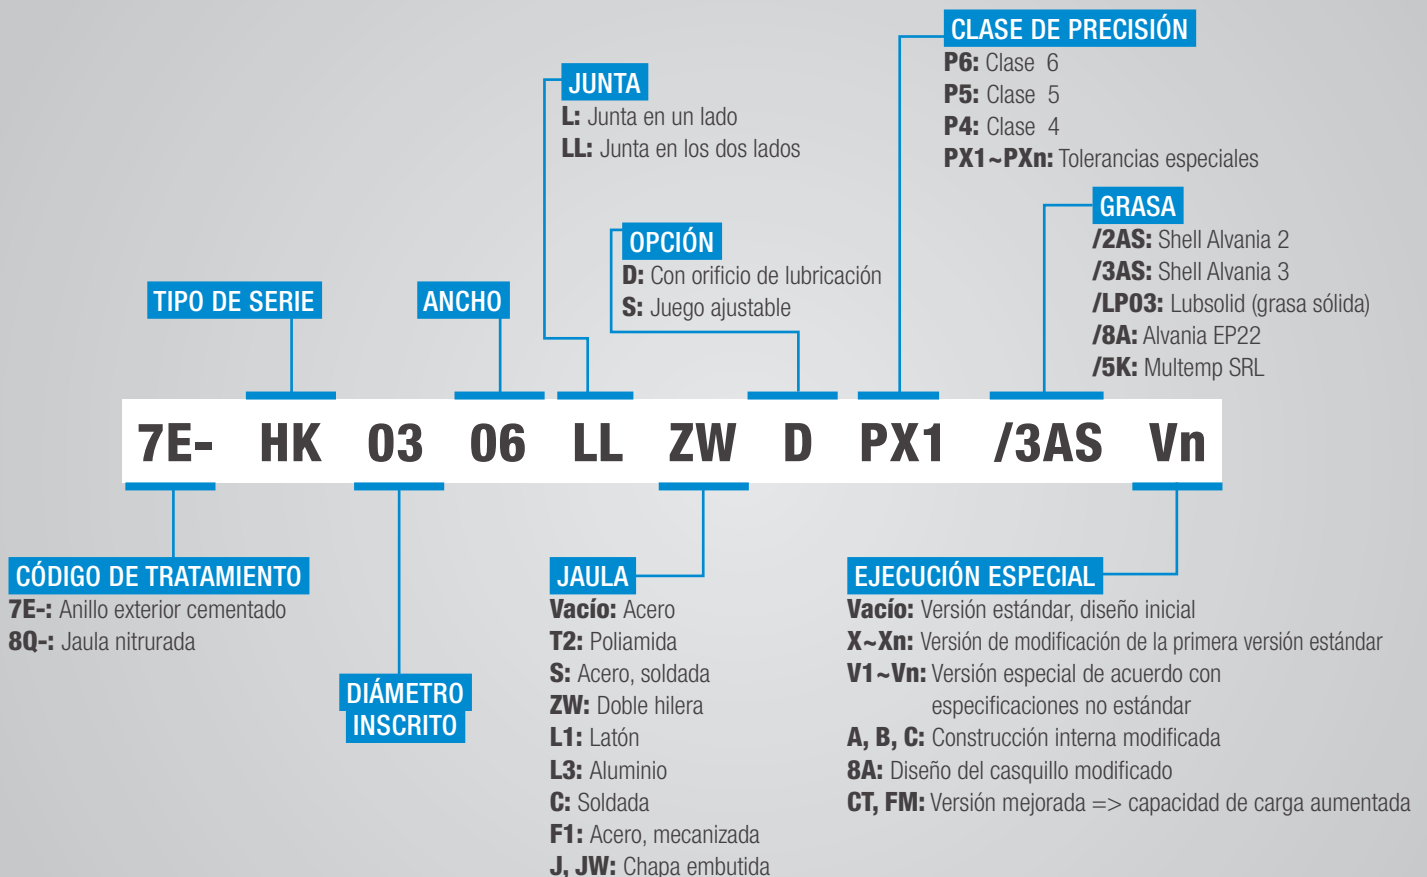 CLASE DE PRECISIÓN
P6: Clase 6
P5: Clase 5
P4: Clase 4
PX1~PXn: Tolerancias especiales
JUNTA
L: Junta en un lado
LL: Junta en los dos lados
GRASA
/2AS: Shell Alvania 2
/3AS: Shell Alvania 3
/LP03: Lubsolid (grasa sólida)
/8A: Alvania EP22
/5K: Multemp SRL
OPCIÓN
D: Con orificio de lubricación
S: Juego ajustable
TIPO DE SERIE
ANCHO
7E- HK 03 06 LL ZW D PX1 /3AS Vn
CÓDIGO DE TRATAMIENTO
7E-: Anillo exterior cementado
8Q-: Jaula nitrurada
DIÁMETRO
INSCRITO
JAULA
Vacío: Acero
T2: Poliamida
S: Acero, soldada
ZW: Doble hilera
L1: Latón
L3: Aluminio
C: Soldada
F1: Acero, mecanizada
J, JW: Chapa embutida
EJECUCIÓN ESPECIAL
Vacío: Versión estándar, diseño inicial
X~Xn: Versión de modificación de la primera versión estándar
V1~Vn: Versión especial de acuerdo con
especificaciones no estándar
A, B, C: Construcción interna modificada
8A: Diseño del casquillo modificado
CT, FM: Versión mejorada => capacidad de carga aumentada